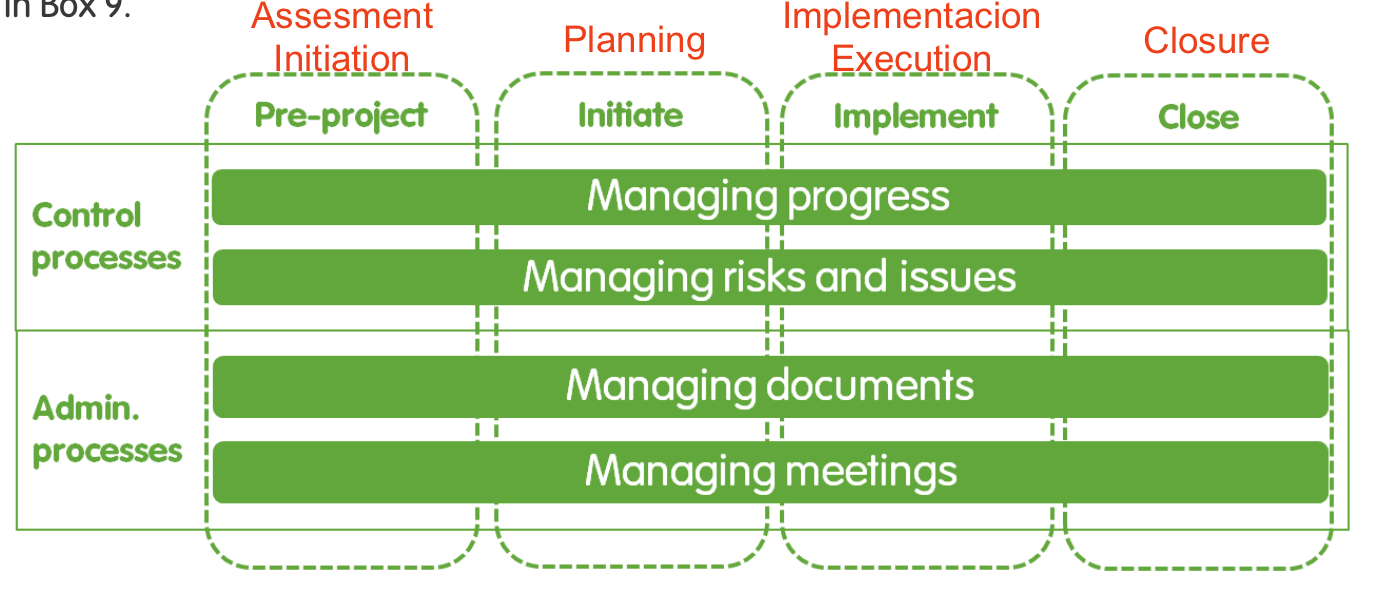 in Box 9.
Assesment
Initiation
Planning
Implementacion
Execution
Closure
Pre-project
Initiate
Implement
Close
Control
processes
Managing progress
Managing risks and issues
Admin.
processes
Managing documents
Managing meetings